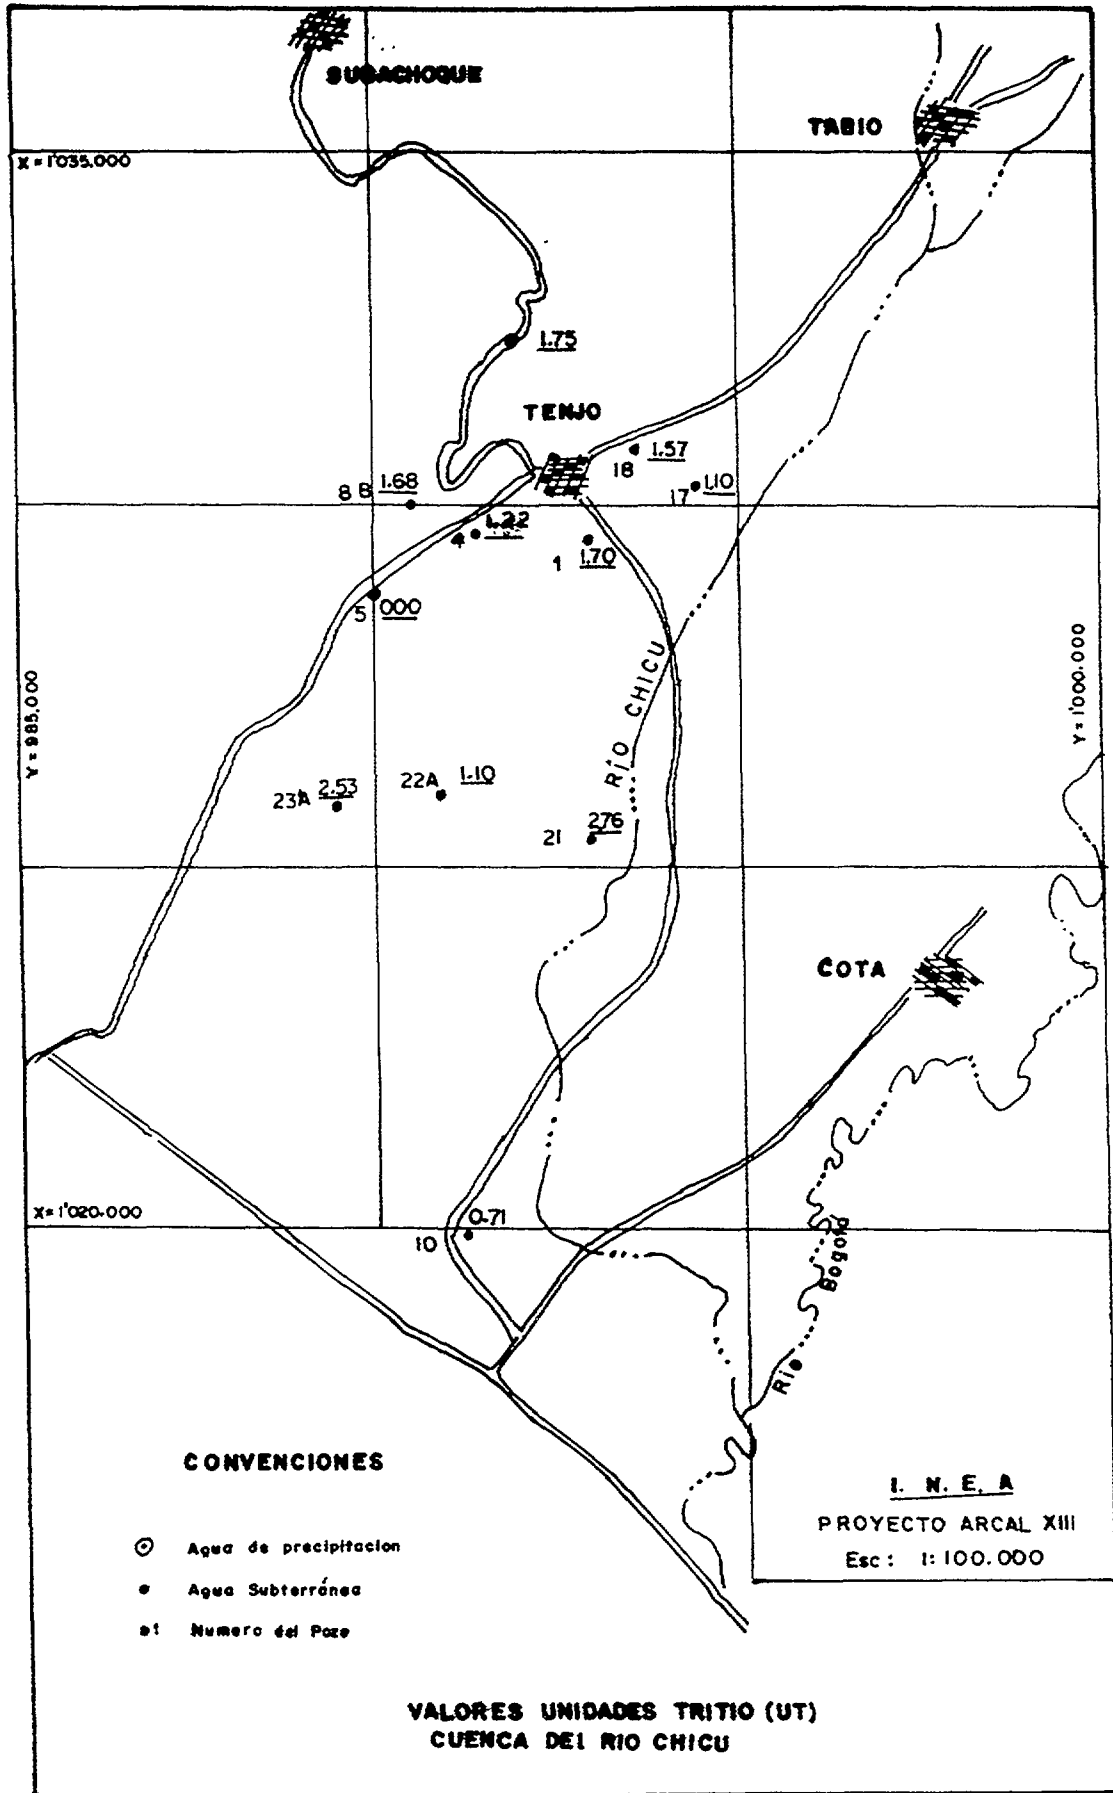 SUBACHOQUE
TABIO
X = 1'035.000
1.75
TENJO
18 1.57
17 1.10
8 B 1.68
4 1.22
1 1.70
5 000
Y = 985.000
Y = 1'000.000
RÍO CHICU
23A 2.53
22A 1.10
21 276
COTA
X= 1'020.000
10 0.71
Río Bogota
CONVENCIONES
Agua de precipitacion
Agua Subterránea
1 Numero del Pozo
I. N. E. A
PROYECTO ARCAL XIII
Esc : 1: 100.000
VALORES UNIDADES TRITIO (UT)
CUENCA DEL RIO CHICU